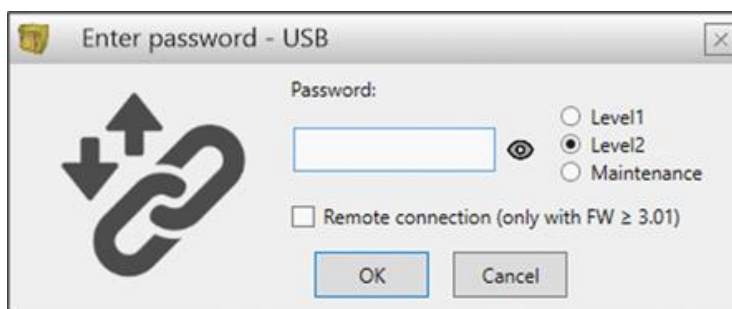 Enter password - USB
Password:
Level1
Level2
Maintenance
Remote connection (only with FW ≥ 3.01)
OK
Cancel